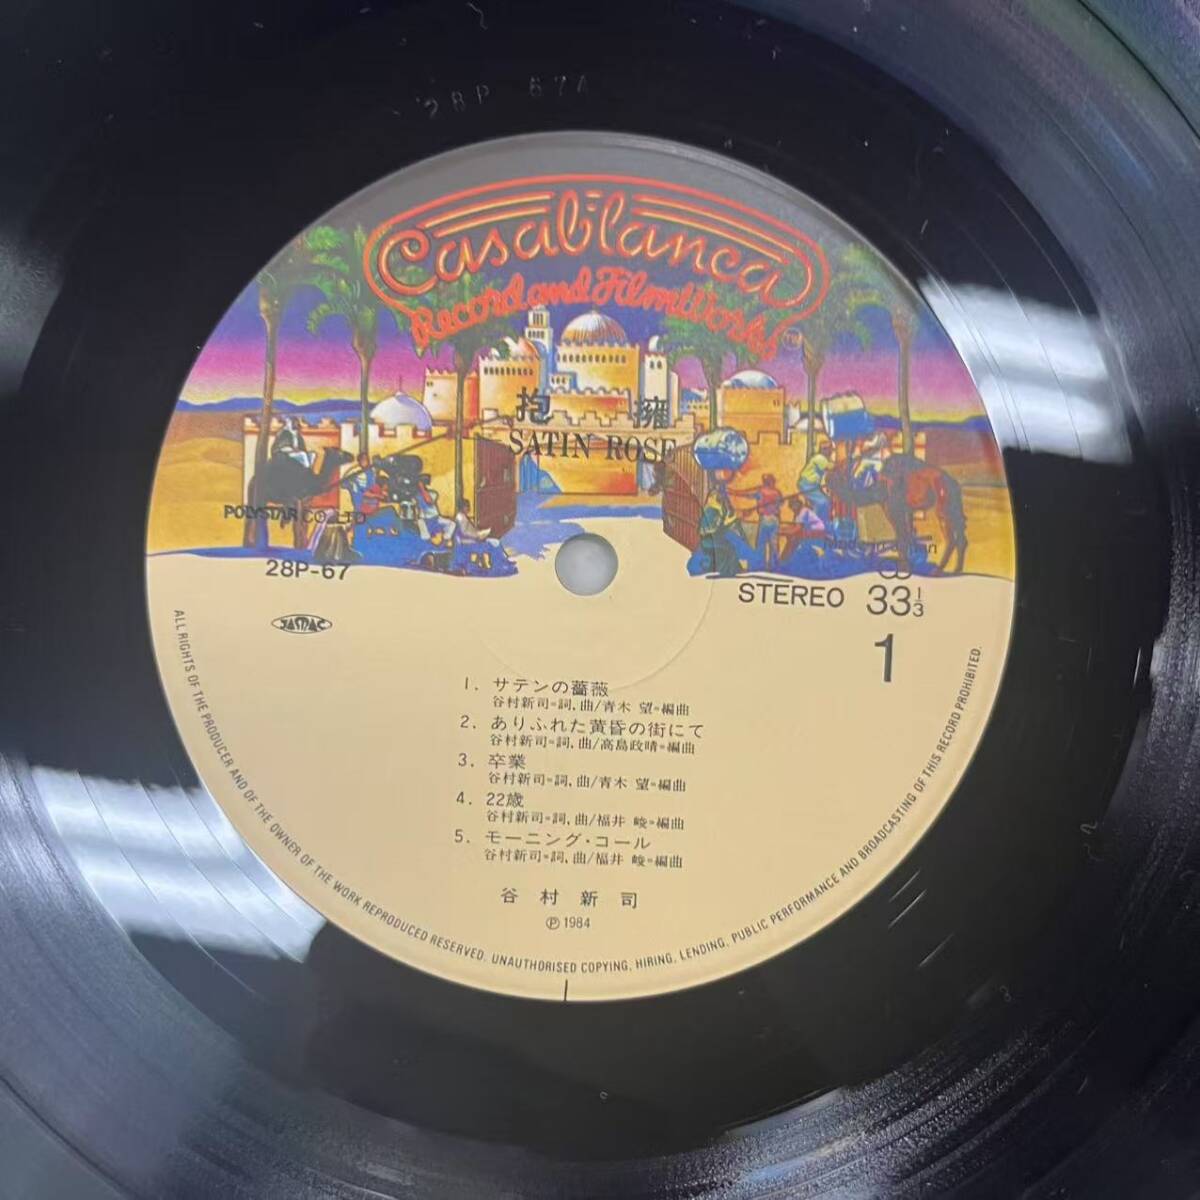 28P 67A
Casablanca
Record and FilmWorks
TM
抱擁
SATIN ROSE
POLYSTAR CO., LTD.
28P-67
JASRAC
STEREO 33 1/3
1
1. サテンの薔薇
谷村新司=詞,曲/青木 望=編曲
2. ありふれた黄昏の街にて
谷村新司=詞,曲/高島政晴=編曲
3. 卒業
谷村新司=詞,曲/青木 望=編曲
4. 22歳
谷村新司=詞,曲/福井 峻=編曲
5. モーニング・コール
谷村新司=詞,曲/福井 峻=編曲
谷村新司
Ⓟ 1984
ALL RIGHTS OF THE PRODUCER AND OF THE OWNER OF THE WORK REPRODUCED RESERVED. UNAUTHORISED COPYING, HIRING, LENDING, PUBLIC PERFORMANCE AND BROADCASTING OF THIS RECORD PROHIBITED.